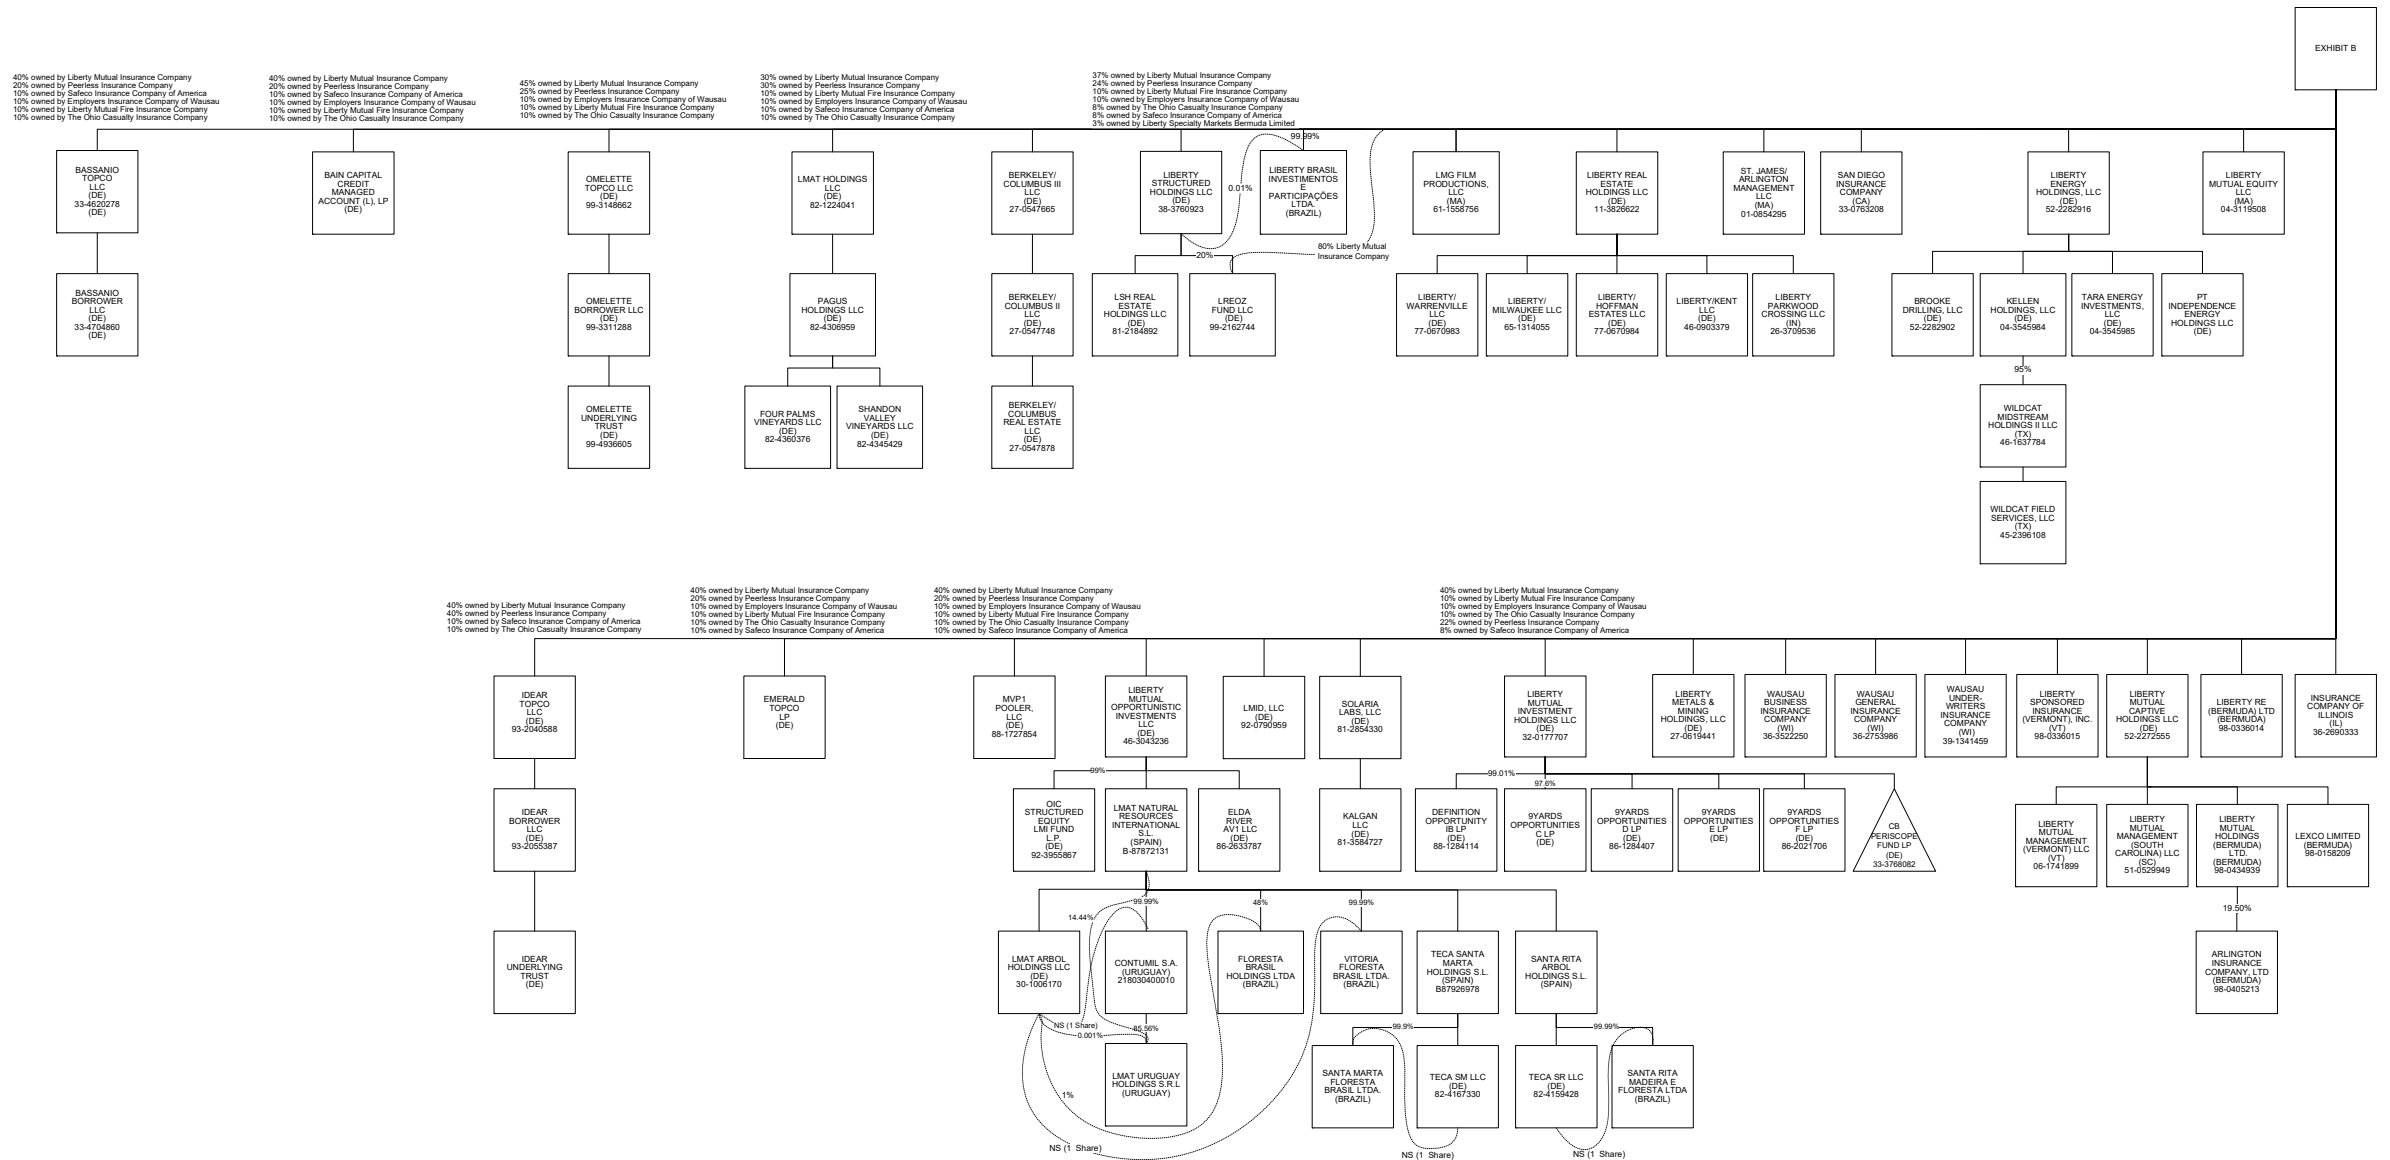 EXHIBIT B
40% owned by Liberty Mutual Insurance Company
20% owned by Peerless Insurance Company
10% owned by Safeco Insurance Company of America
10% owned by Employers Insurance Company of Wausau
10% owned by Liberty Mutual Fire Insurance Company
10% owned by The Ohio Casualty Insurance Company
40% owned by Liberty Mutual Insurance Company
20% owned by Peerless Insurance Company
10% owned by Safeco Insurance Company of America
10% owned by Employers Insurance Company of Wausau
10% owned by Liberty Mutual Fire Insurance Company
10% owned by The Ohio Casualty Insurance Company
45% owned by Liberty Mutual Insurance Company
25% owned by Peerless Insurance Company
10% owned by Employers Insurance Company of Wausau
10% owned by Liberty Mutual Fire Insurance Company
10% owned by The Ohio Casualty Insurance Company
30% owned by Liberty Mutual Insurance Company
30% owned by Peerless Insurance Company
10% owned by Liberty Mutual Fire Insurance Company
10% owned by Employers Insurance Company of Wausau
10% owned by Safeco Insurance Company of America
10% owned by The Ohio Casualty Insurance Company
37% owned by Liberty Mutual Insurance Company
24% owned by Peerless Insurance Company
10% owned by Liberty Mutual Fire Insurance Company
10% owned by Employers Insurance Company of Wausau
8% owned by The Ohio Casualty Insurance Company
8% owned by Safeco Insurance Company of America
3% owned by Liberty Specialty Markets Bermuda Limited
BASSANIO
TOPCO
LLC
(DE)
33-4620278
(DE)
BAIN CAPITAL
CREDIT
MANAGED
ACCOUNT (L), LP
(DE)
OMELETTE
TOPCO LLC
(DE)
99-3148662
LMAT HOLDINGS
LLC
(DE)
82-1224041
BERKELEY/
COLUMBUS III
LLC
(DE)
27-0547665
LIBERTY
STRUCTURED
HOLDINGS LLC
(DE)
38-3760923
0.01%
99.99%
LIBERTY BRASIL
INVESTIMENTOS
E
PARTICIPAÇÕES
LTDA.
(BRAZIL)
LMG FILM
PRODUCTIONS,
LLC
(MA)
61-1558756
LIBERTY REAL
ESTATE
HOLDINGS LLC
(DE)
11-3826622
ST. JAMES/
ARLINGTON
MANAGEMENT
LLC
(MA)
01-0854295
SAN DIEGO
INSURANCE
COMPANY
(CA)
33-0763208
LIBERTY
ENERGY
HOLDINGS, LLC
(DE)
52-2282916
LIBERTY
MUTUAL EQUITY
LLC
(MA)
04-3119508
20%
80% Liberty Mutual
Insurance Company
BASSANIO
BORROWER
LLC
(DE)
33-4704860
(DE)
OMELETTE
BORROWER LLC
(DE)
99-3311288
PAGUS
HOLDINGS LLC
(DE)
82-4306959
BERKELEY/
COLUMBUS II
LLC
(DE)
27-0547748
LSH REAL
ESTATE
HOLDINGS LLC
(DE)
81-2184892
LREOZ
FUND LLC
(DE)
99-2162744
LIBERTY/
WARRENVILLE
LLC
(DE)
77-0670983
LIBERTY/
MILWAUKEE LLC
(DE)
65-1314055
LIBERTY/
HOFFMAN
ESTATES LLC
(DE)
77-0670984
LIBERTY/KENT
LLC
(DE)
46-0903379
LIBERTY
PARKWOOD
CROSSING LLC
(IN)
26-3709536
BROOKE
DRILLING, LLC
(DE)
52-2282902
KELLEN
HOLDINGS, LLC
(DE)
04-3545984
TARA ENERGY
INVESTMENTS,
LLC
(DE)
04-3545985
PT
INDEPENDENCE
ENERGY
HOLDINGS LLC
(DE)
95%
OMELETTE
UNDERLYING
TRUST
(DE)
99-4936605
FOUR PALMS
VINEYARDS LLC
(DE)
82-4360376
SHANDON
VALLEY
VINEYARDS LLC
(DE)
82-4345429
BERKELEY/
COLUMBUS
REAL ESTATE
LLC
(DE)
27-0547878
WILDCAT
MIDSTREAM
HOLDINGS II LLC
(TX)
46-1637784
WILDCAT FIELD
SERVICES, LLC
(TX)
45-2396108
40% owned by Liberty Mutual Insurance Company
40% owned by Peerless Insurance Company
10% owned by Safeco Insurance Company of America
10% owned by The Ohio Casualty Insurance Company
40% owned by Liberty Mutual Insurance Company
20% owned by Peerless Insurance Company
10% owned by Employers Insurance Company of Wausau
10% owned by Liberty Mutual Fire Insurance Company
10% owned by The Ohio Casualty Insurance Company
10% owned by Safeco Insurance Company of America
40% owned by Liberty Mutual Insurance Company
20% owned by Peerless Insurance Company
10% owned by Employers Insurance Company of Wausau
10% owned by Liberty Mutual Fire Insurance Company
10% owned by The Ohio Casualty Insurance Company
10% owned by Safeco Insurance Company of America
40% owned by Liberty Mutual Insurance Company
10% owned by Liberty Mutual Fire Insurance Company
10% owned by Employers Insurance Company of Wausau
10% owned by The Ohio Casualty Insurance Company
22% owned by Peerless Insurance Company
8% owned by Safeco Insurance Company of America
IDEAR
TOPCO
LLC
(DE)
93-2040588
EMERALD
TOPCO
LP
(DE)
MVP1
POOLER,
LLC
(DE)
88-1727854
LIBERTY
MUTUAL
OPPORTUNISTIC
INVESTMENTS
LLC
(DE)
46-3043236
LMID, LLC
(DE)
92-0790959
SOLARIA
LABS, LLC
(DE)
81-2854330
LIBERTY
MUTUAL
INVESTMENT
HOLDINGS LLC
(DE)
32-0177707
LIBERTY
METALS &
MINING
HOLDINGS, LLC
(DE)
27-0619441
WAUSAU
BUSINESS
INSURANCE
COMPANY
(WI)
36-3522250
WAUSAU
GENERAL
INSURANCE
COMPANY
(WI)
36-2753986
WAUSAU
UNDER-
WRITERS
INSURANCE
COMPANY
(WI)
39-1341459
LIBERTY
SPONSORED
INSURANCE
(VERMONT), INC.
(VT)
98-0336015
LIBERTY
MUTUAL
CAPTIVE
HOLDINGS LLC
(DE)
52-2272555
LIBERTY RE
(BERMUDA) LTD
(BERMUDA)
98-0336014
INSURANCE
COMPANY OF
ILLINOIS
(IL)
36-2690333
99%
99.01%
97.6%
IDEAR
BORROWER
LLC
(DE)
93-2055387
OIC
STRUCTURED
EQUITY
LMI FUND
L.P.
(DE)
92-3955867
LMAT NATURAL
RESOURCES
INTERNATIONAL
S.L.
(SPAIN)
B-87872131
ELDA
RIVER
AV1 LLC
(DE)
86-2633787
KALGAN
LLC
(DE)
81-3584727
DEFINITION
OPPORTUNITY
IB LP
(DE)
88-1284114
9YARDS
OPPORTUNITIES
C LP
(DE)
9YARDS
OPPORTUNITIES
D LP
(DE)
86-1284407
9YARDS
OPPORTUNITIES
E LP
(DE)
9YARDS
OPPORTUNITIES
F LP
(DE)
86-2021706
CB
PERISCOPE
FUND LP
(DE)
33-3768082
LIBERTY
MUTUAL
MANAGEMENT
(VERMONT) LLC
(VT)
06-1741899
LIBERTY
MUTUAL
MANAGEMENT
(SOUTH
CAROLINA) LLC
(SC)
51-0529949
LIBERTY
MUTUAL
HOLDINGS
(BERMUDA)
LTD.
(BERMUDA)
98-0434939
LEXCO LIMITED
(BERMUDA)
98-0158209
14.44%
99.99%
48%
99.99%
19.50%
IDEAR
UNDERLYING
TRUST
(DE)
LMAT ARBOL
HOLDINGS LLC
(DE)
30-1006170
CONTUMIL S.A.
(URUGUAY)
218030400010
FLORESTA
BRASIL
HOLDINGS LTDA
(BRAZIL)
VITORIA
FLORESTA
BRASIL LTDA.
(BRAZIL)
TECA SANTA
MARTA
HOLDINGS S.L.
(SPAIN)
B87926978
SANTA RITA
ARBOL
HOLDINGS S.L.
(SPAIN)
ARLINGTON
INSURANCE
COMPANY, LTD
(BERMUDA)
98-0405213
NS (1 Share)
0.001%
85.56%
99.9%
99.99%
LMAT URUGUAY
HOLDINGS S.R.L
(URUGUAY)
SANTA MARTA
FLORESTA
BRASIL LTDA.
(BRAZIL)
TECA SM LLC
(DE)
82-4167330
TECA SR LLC
(DE)
82-4159428
SANTA RITA
MADEIRA E
FLORESTA LTDA
(BRAZIL)
1%
NS (1 Share)
NS (1 Share)
NS (1 Share)